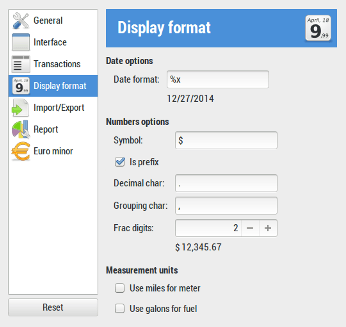 General
Interface
Transactions
Display format
Import/Export
Report
Euro minor
Reset
Display format
April, 18
9.99
Date options
Date format: %x
12/27/2014
Numbers options
Symbol: $
Is prefix
Decimal char: .
Grouping char: ,
Frac digits: 2 − +
$ 12,345.67
Measurement units
Use miles for meter
Use galons for fuel